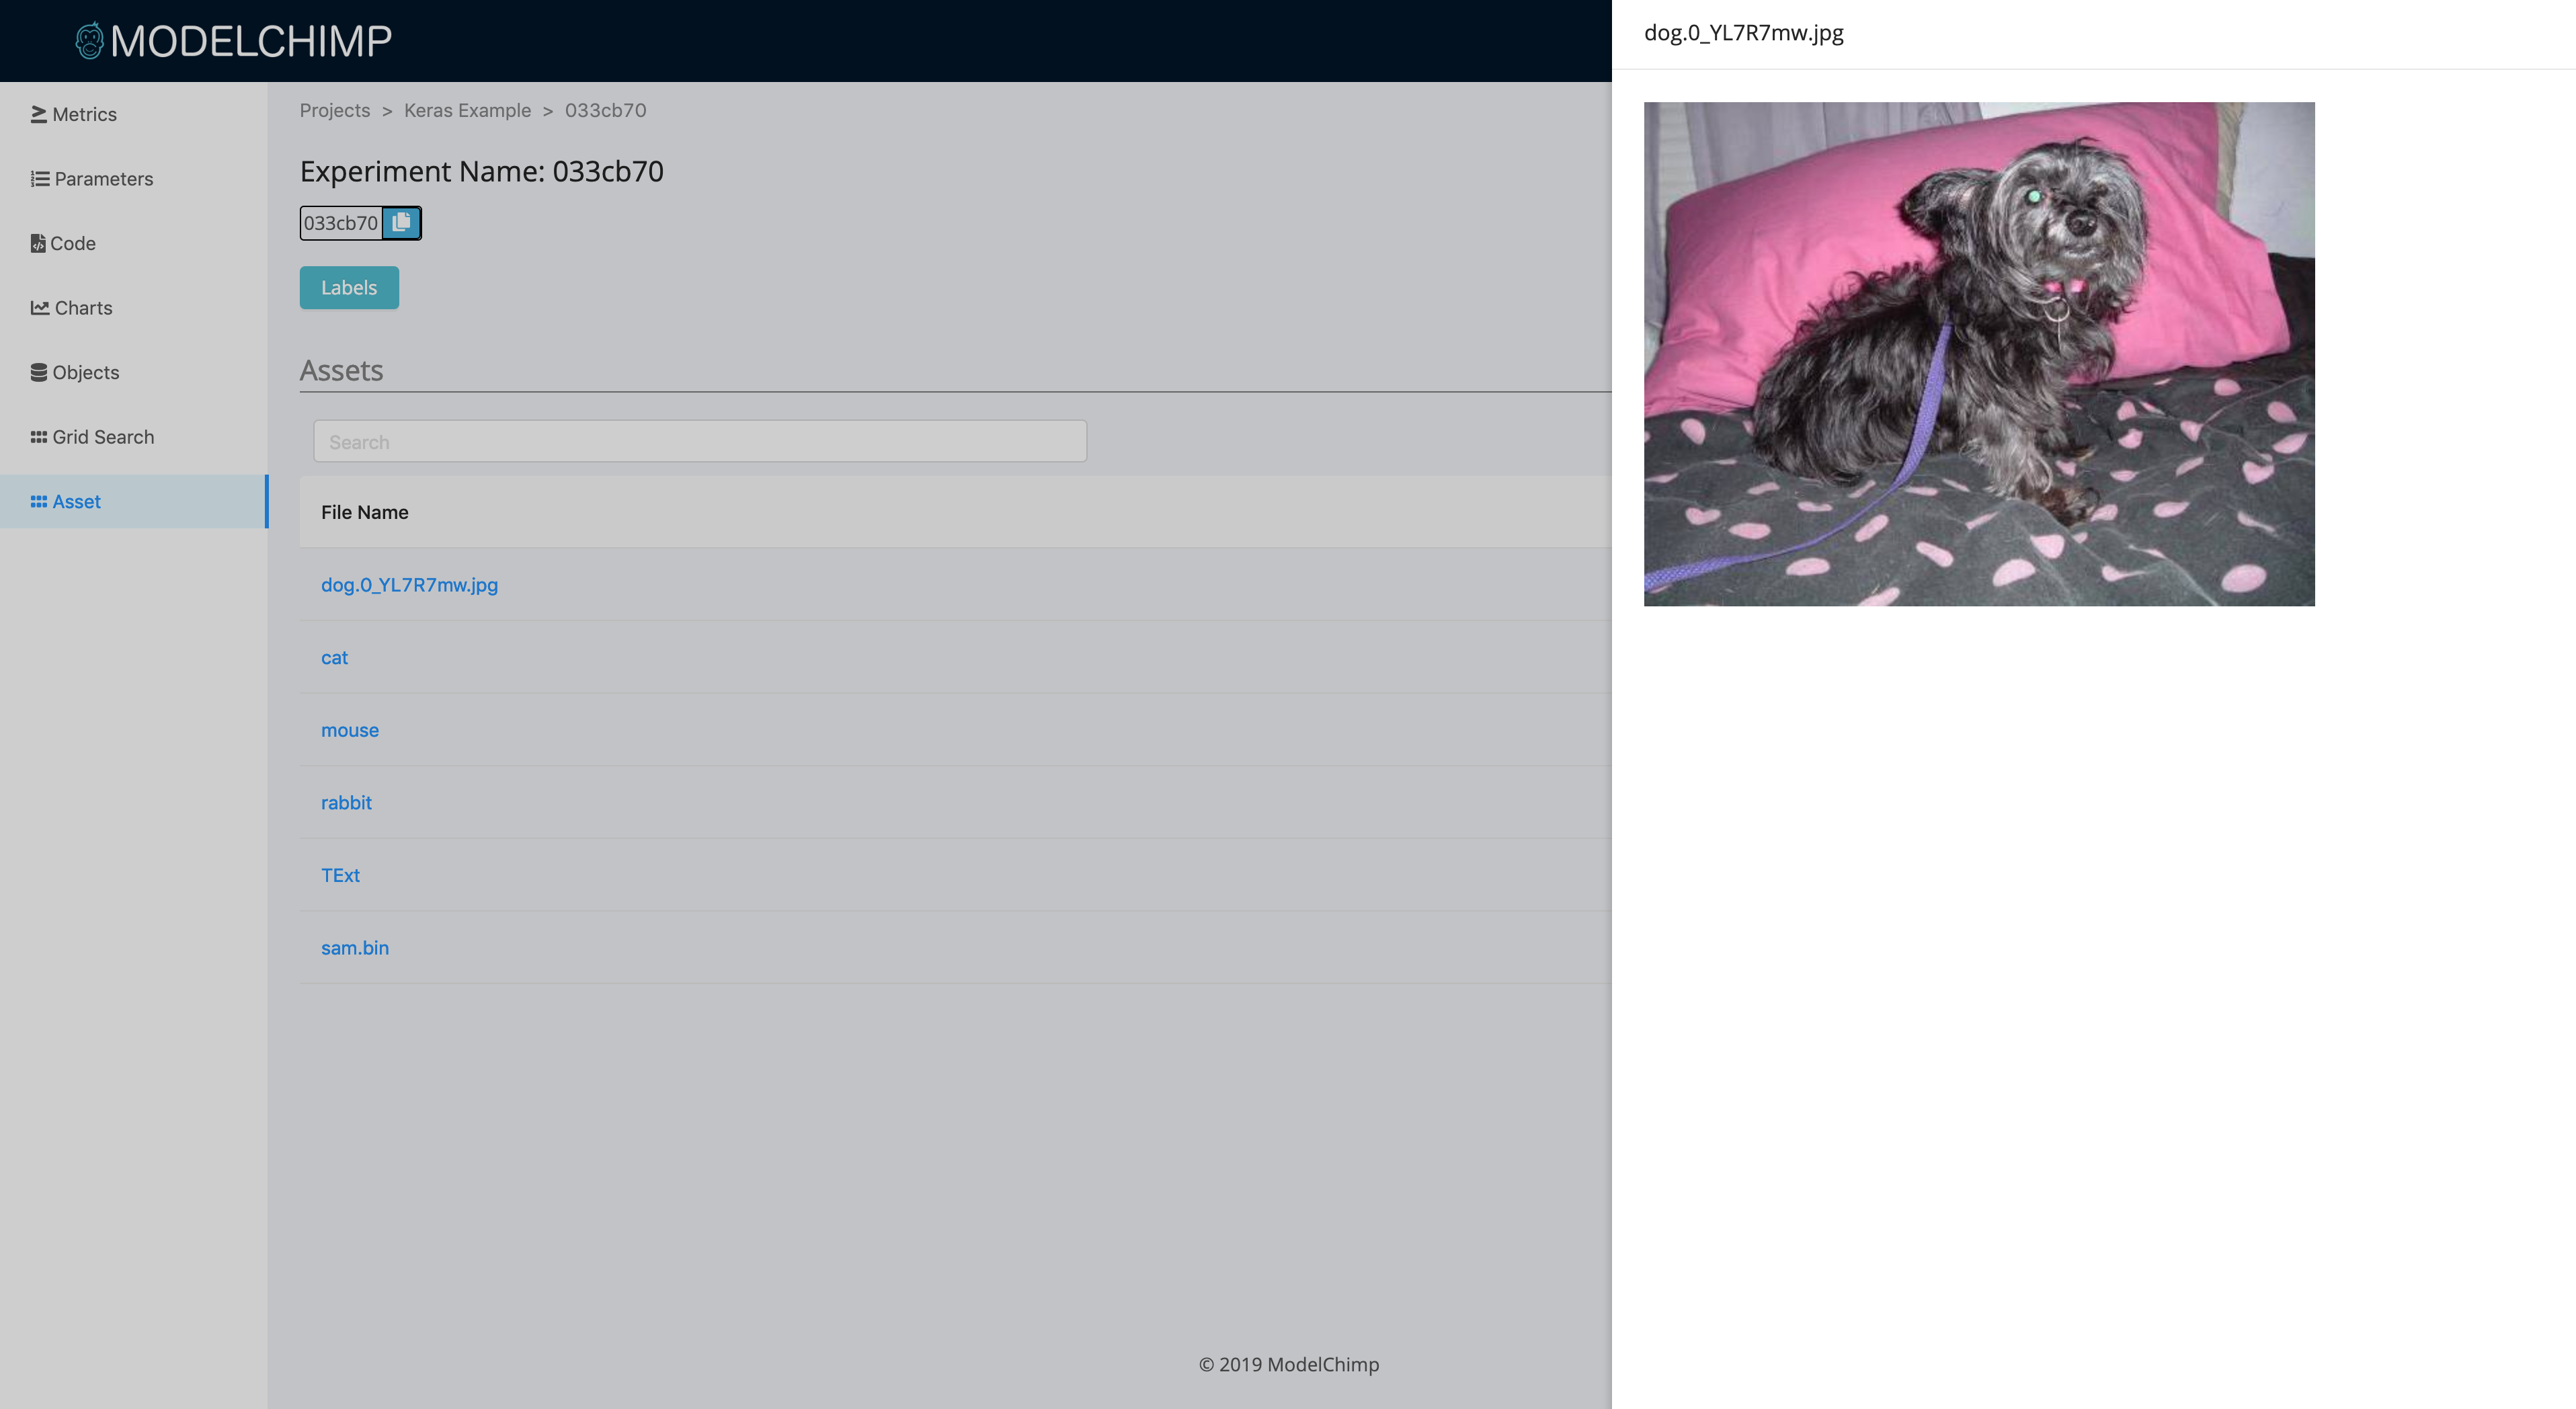 MODELCHIMP
Metrics
Parameters
Code
Charts
Objects
Grid Search
Asset
Projects > Keras Example > 033cb70
Experiment Name: 033cb70
033cb70
Labels
Assets
Search
File Name
dog.0_YL7R7mw.jpg
cat
mouse
rabbit
TExt
sam.bin
© 2019 ModelChimp
dog.0_YL7R7mw.jpg